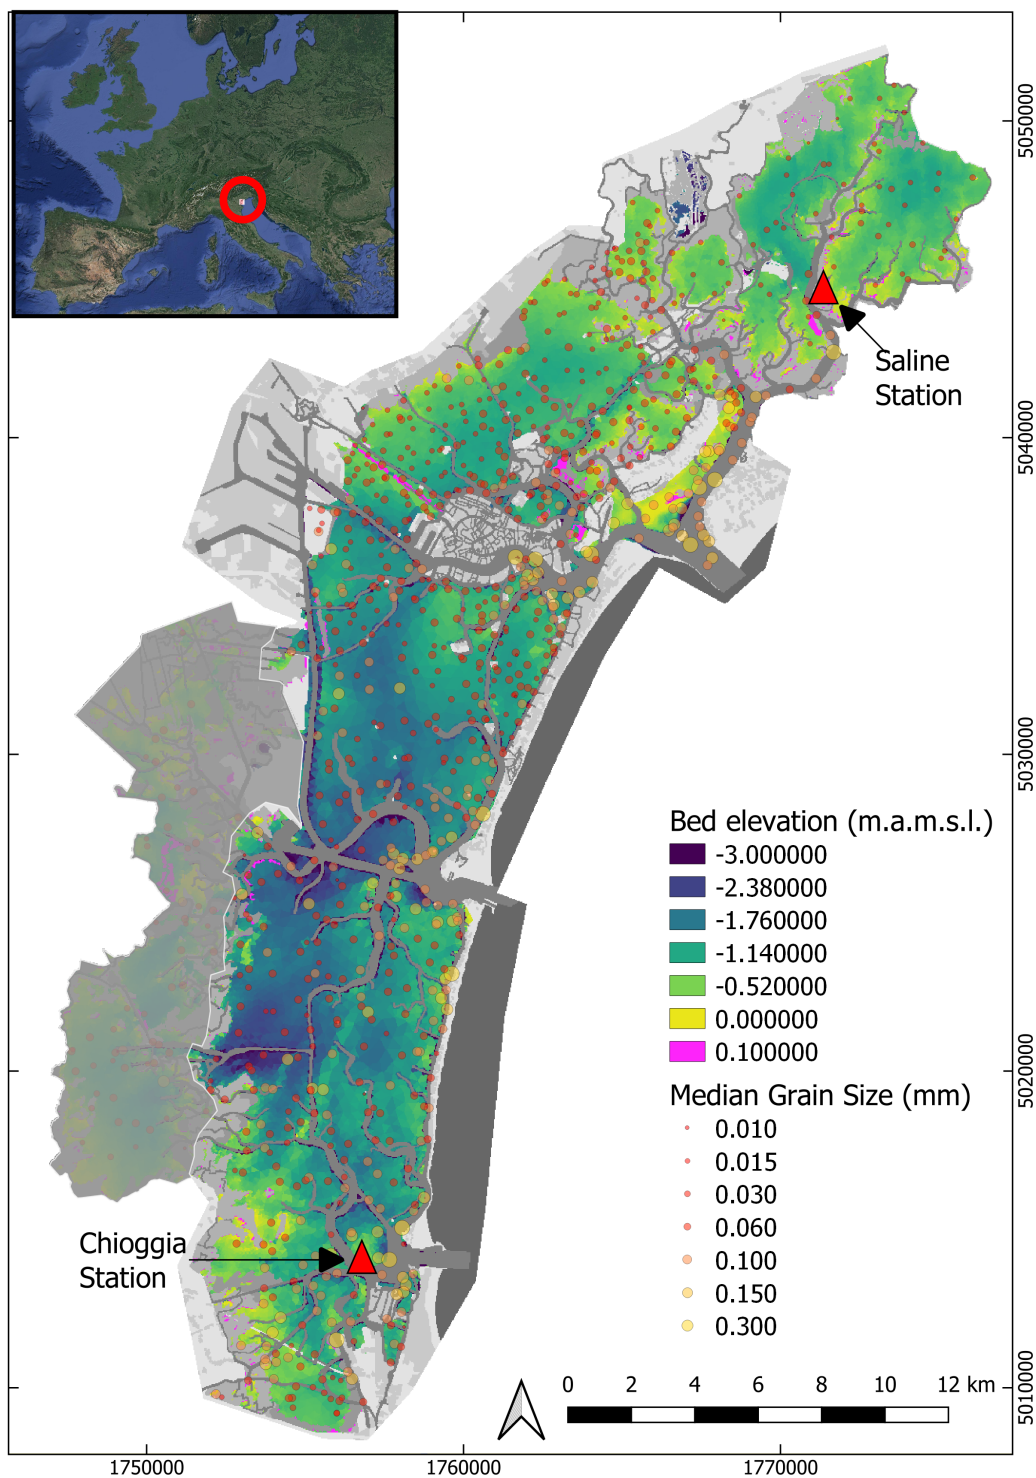 5050000
Saline
Station
5040000
5030000
Bed elevation (m.a.m.s.l.)
-3.000000
-2.380000
-1.760000
-1.140000
-0.520000
0.000000
0.100000
5020000
Median Grain Size (mm)
0.010
0.015
0.030
0.060
0.100
0.150
0.300
Chioggia
Station
0 2 4 6 8 10 12 km
5010000
1750000 1760000 1770000